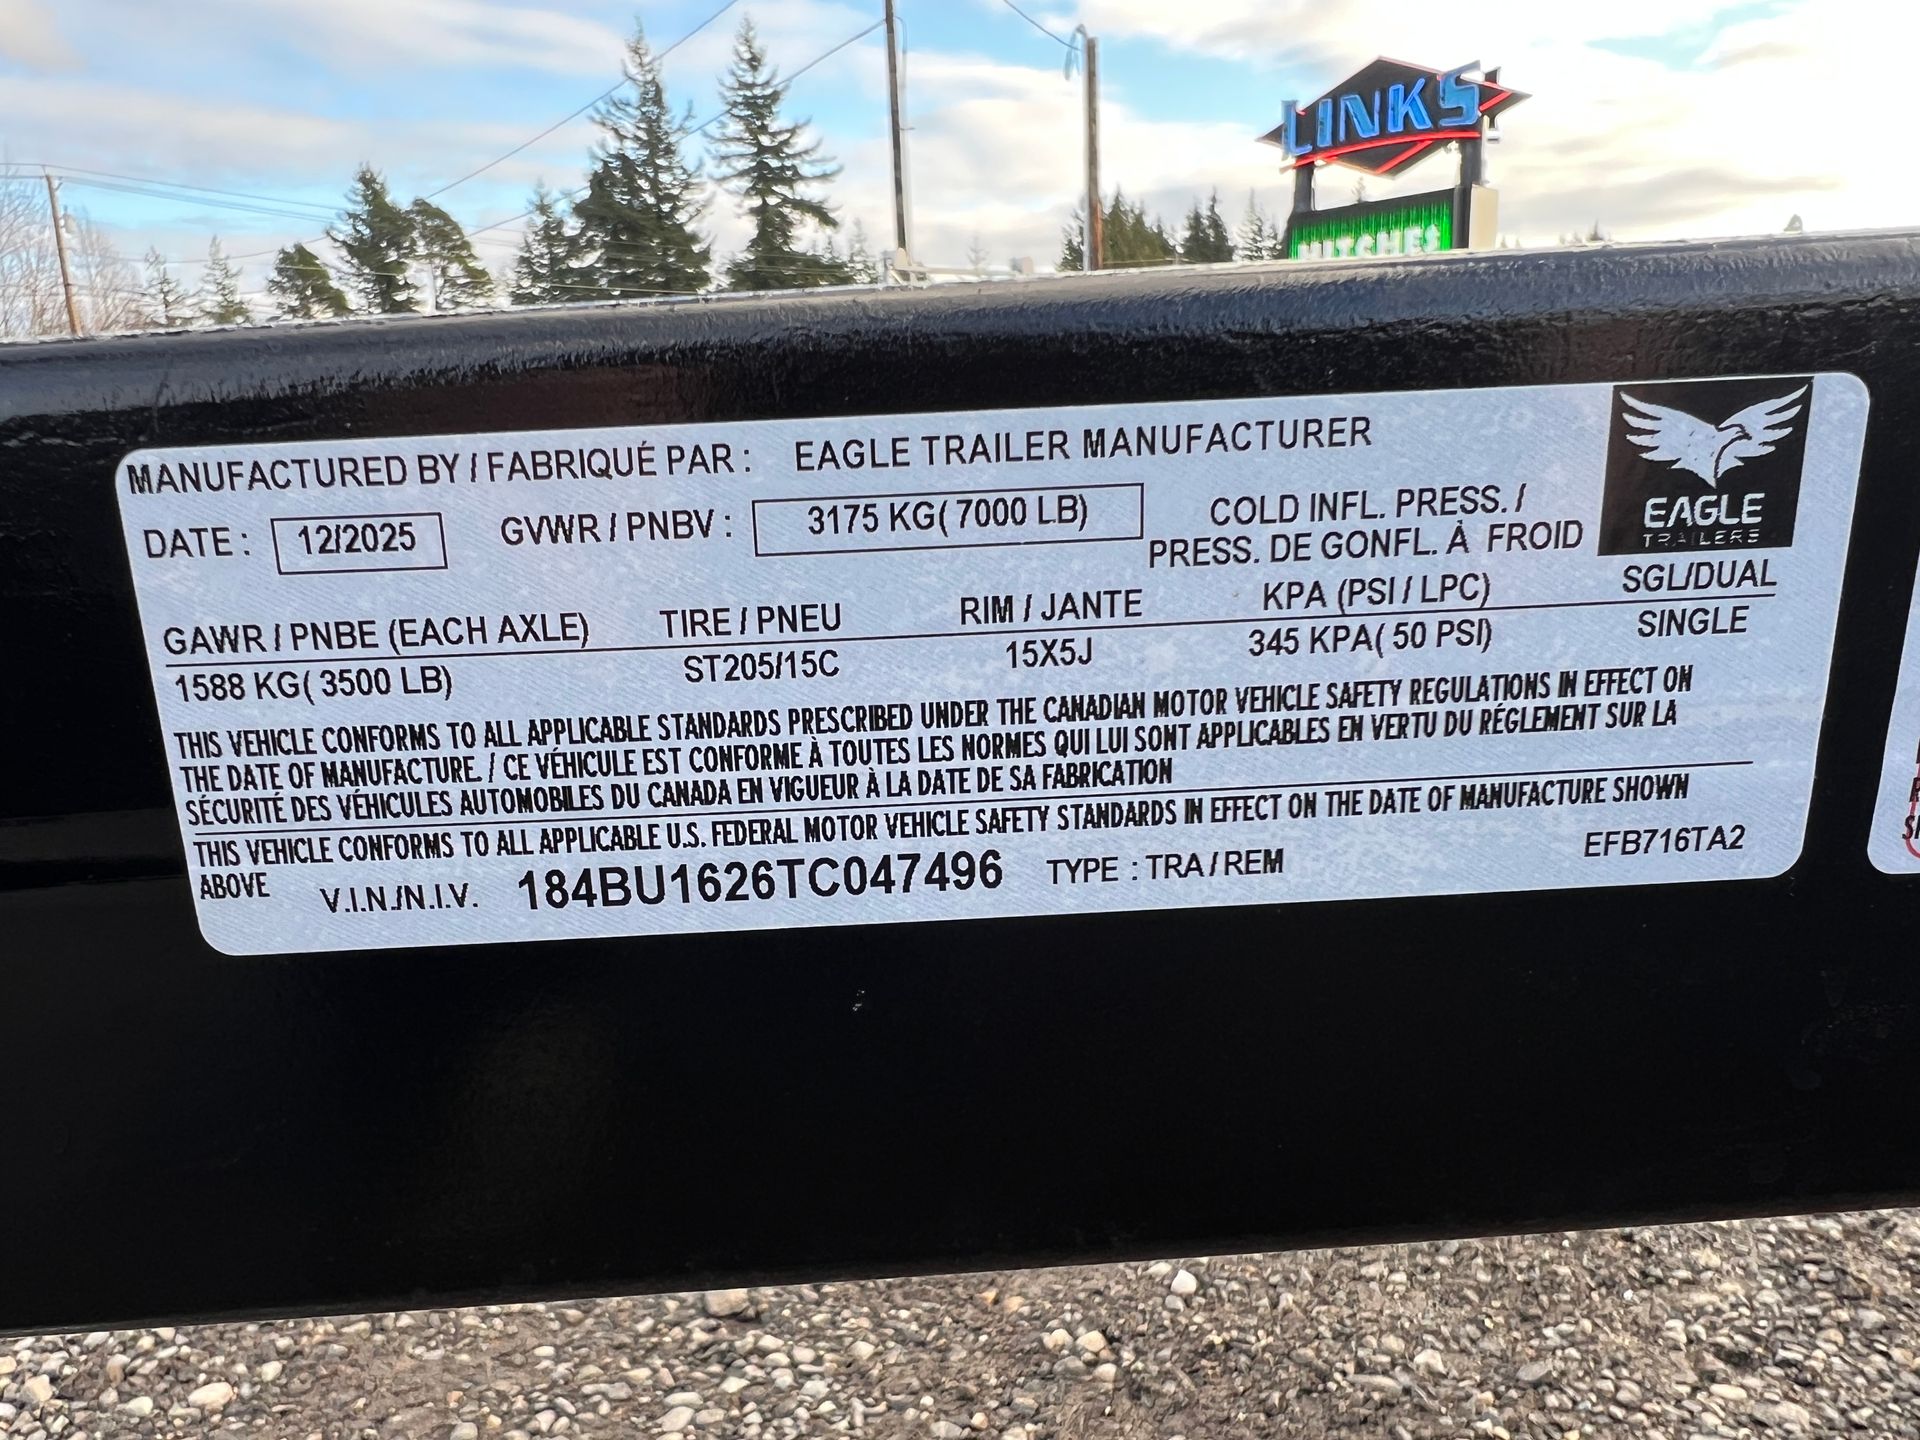 LINKS
HITCHES
MANUFACTURED BY / FABRIQUÉ PAR : EAGLE TRAILER MANUFACTURER
EAGLE
TRAILERS
DATE : 12/2025 GVWR / PNBV : 3175 KG( 7000 LB)
COLD INFL. PRESS. /
PRESS. DE GONFL. À FROID
GAWR / PNBE (EACH AXLE) TIRE / PNEU RIM / JANTE KPA (PSI / LPC) SGL/DUAL
1588 KG( 3500 LB) ST205/15C 15X5J 345 KPA( 50 PSI) SINGLE
THIS VEHICLE CONFORMS TO ALL APPLICABLE STANDARDS PRESCRIBED UNDER THE CANADIAN MOTOR VEHICLE SAFETY REGULATIONS IN EFFECT ON
THE DATE OF MANUFACTURE. / CE VÉHICULE EST CONFORME À TOUTES LES NORMES QUI LUI SONT APPLICABLES EN VERTU DU RÉGLEMENT SUR LA
SÉCURITÉ DES VÉHICULES AUTOMOBILES DU CANADA EN VIGUEUR À LA DATE DE SA FABRICATION
THIS VEHICLE CONFORMS TO ALL APPLICABLE U.S. FEDERAL MOTOR VEHICLE SAFETY STANDARDS IN EFFECT ON THE DATE OF MANUFACTURE SHOWN
ABOVE V.I.N./N.I.V. 184BU1626TC047496 TYPE : TRA / REM EFB716TA2